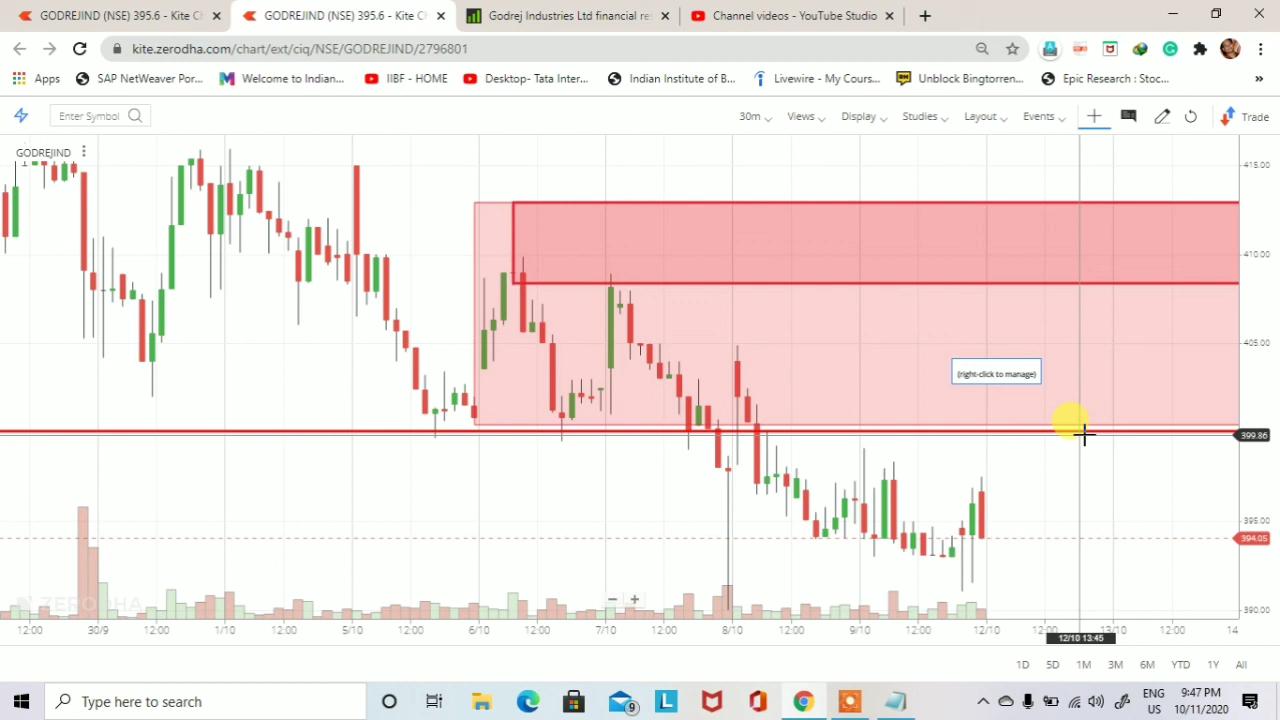 GODREJIND (NSE) 395.6 - Kite Ch
GODREJIND (NSE) 395.6 - Kite Ch
Godrej Industries Ltd financial res
Channel videos - YouTube Studio
kite.zerodha.com/chart/ext/ciq/NSE/GODREJIND/2796801
Apps
SAP NetWeaver Por...
Welcome to Indian...
IIBF - HOME
Desktop- Tata Inter...
Indian Institute of B...
Livewire - My Cours...
Unblock Bingtorren...
Epic Research : Stoc...
»
Enter Symbol
30m
Views
Display
Studies
Layout
Events
Trade
GODREJIND
415.00
410.00
405.00
(right-click to manage)
399.86
395.00
394.05
390.00
ZERODHA
12:00 30/9 12:00 1/10 12:00 5/10 12:00 6/10 12:00 7/10 12:00 8/10 12:00 9/10 12:00 12/10 12:00 13/10 12:00 14
12/10 13:45
1D 5D 1M 3M 6M YTD 1Y All
Type here to search
9
L
ENG
US
9:47 PM
10/11/2020